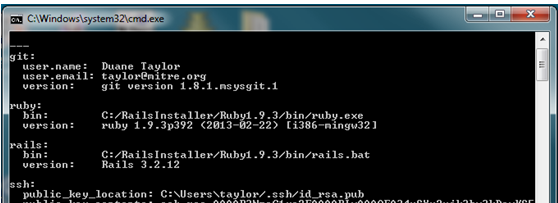 C:\Windows\system32\cmd.exe
---
git:
user.name: Duane Taylor
user.email: taylor@mitre.org
version: git version 1.8.1.msysgit.1
ruby:
bin: C:/RailsInstaller/Ruby1.9.3/bin/ruby.exe
version: ruby 1.9.3p392 (2013-02-22) [i386-mingw32]
rails:
bin: C:/RailsInstaller/Ruby1.9.3/bin/rails.bat
version: Rails 3.2.12
ssh:
public_key_location: C:\Users\taylor/.ssh/id_rsa.pub